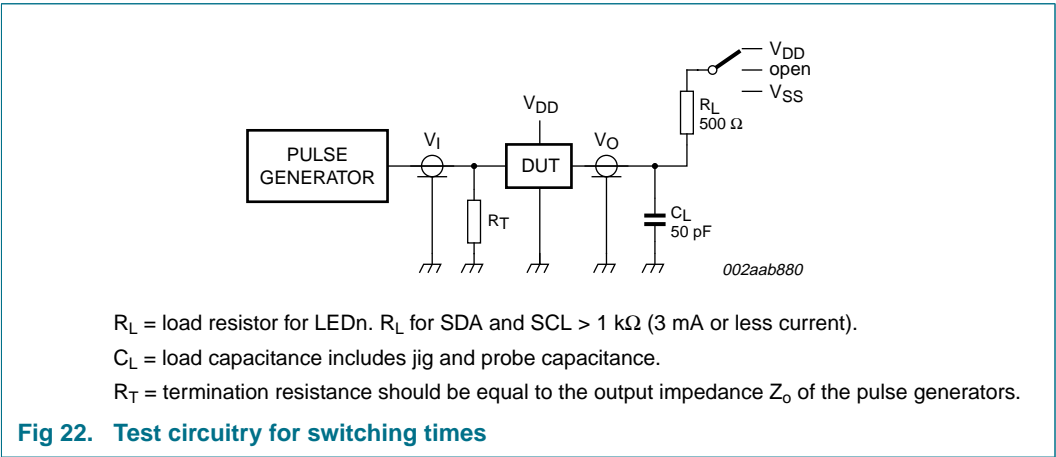 V_DD
open
V_SS
R_L
500 Ω
V_DD
V_I
V_O
PULSE
GENERATOR
DUT
R_T
C_L
50 pF
002aab880
R_L = load resistor for LEDn. R_L for SDA and SCL > 1 kΩ (3 mA or less current).
C_L = load capacitance includes jig and probe capacitance.
R_T = termination resistance should be equal to the output impedance Z_o of the pulse generators.
Fig 22. Test circuitry for switching times